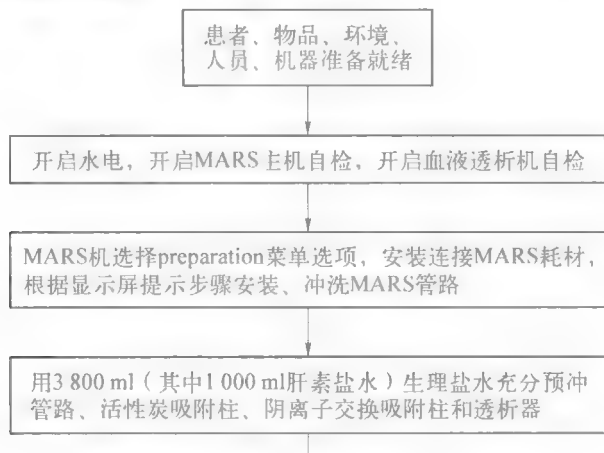 患者、物品、环境、
人员、机器准备就绪
开启水电，开启MARS主机自检，开启血液透析机自检
MARS机选择preparation菜单选项，安装连接MARS耗材，
根据显示屏提示步骤安装、冲洗MARS管路
用3 800 ml（其中1 000 ml肝素盐水）生理盐水充分预冲
管路、活性炭吸附柱、阴离子交换吸附柱和透析器